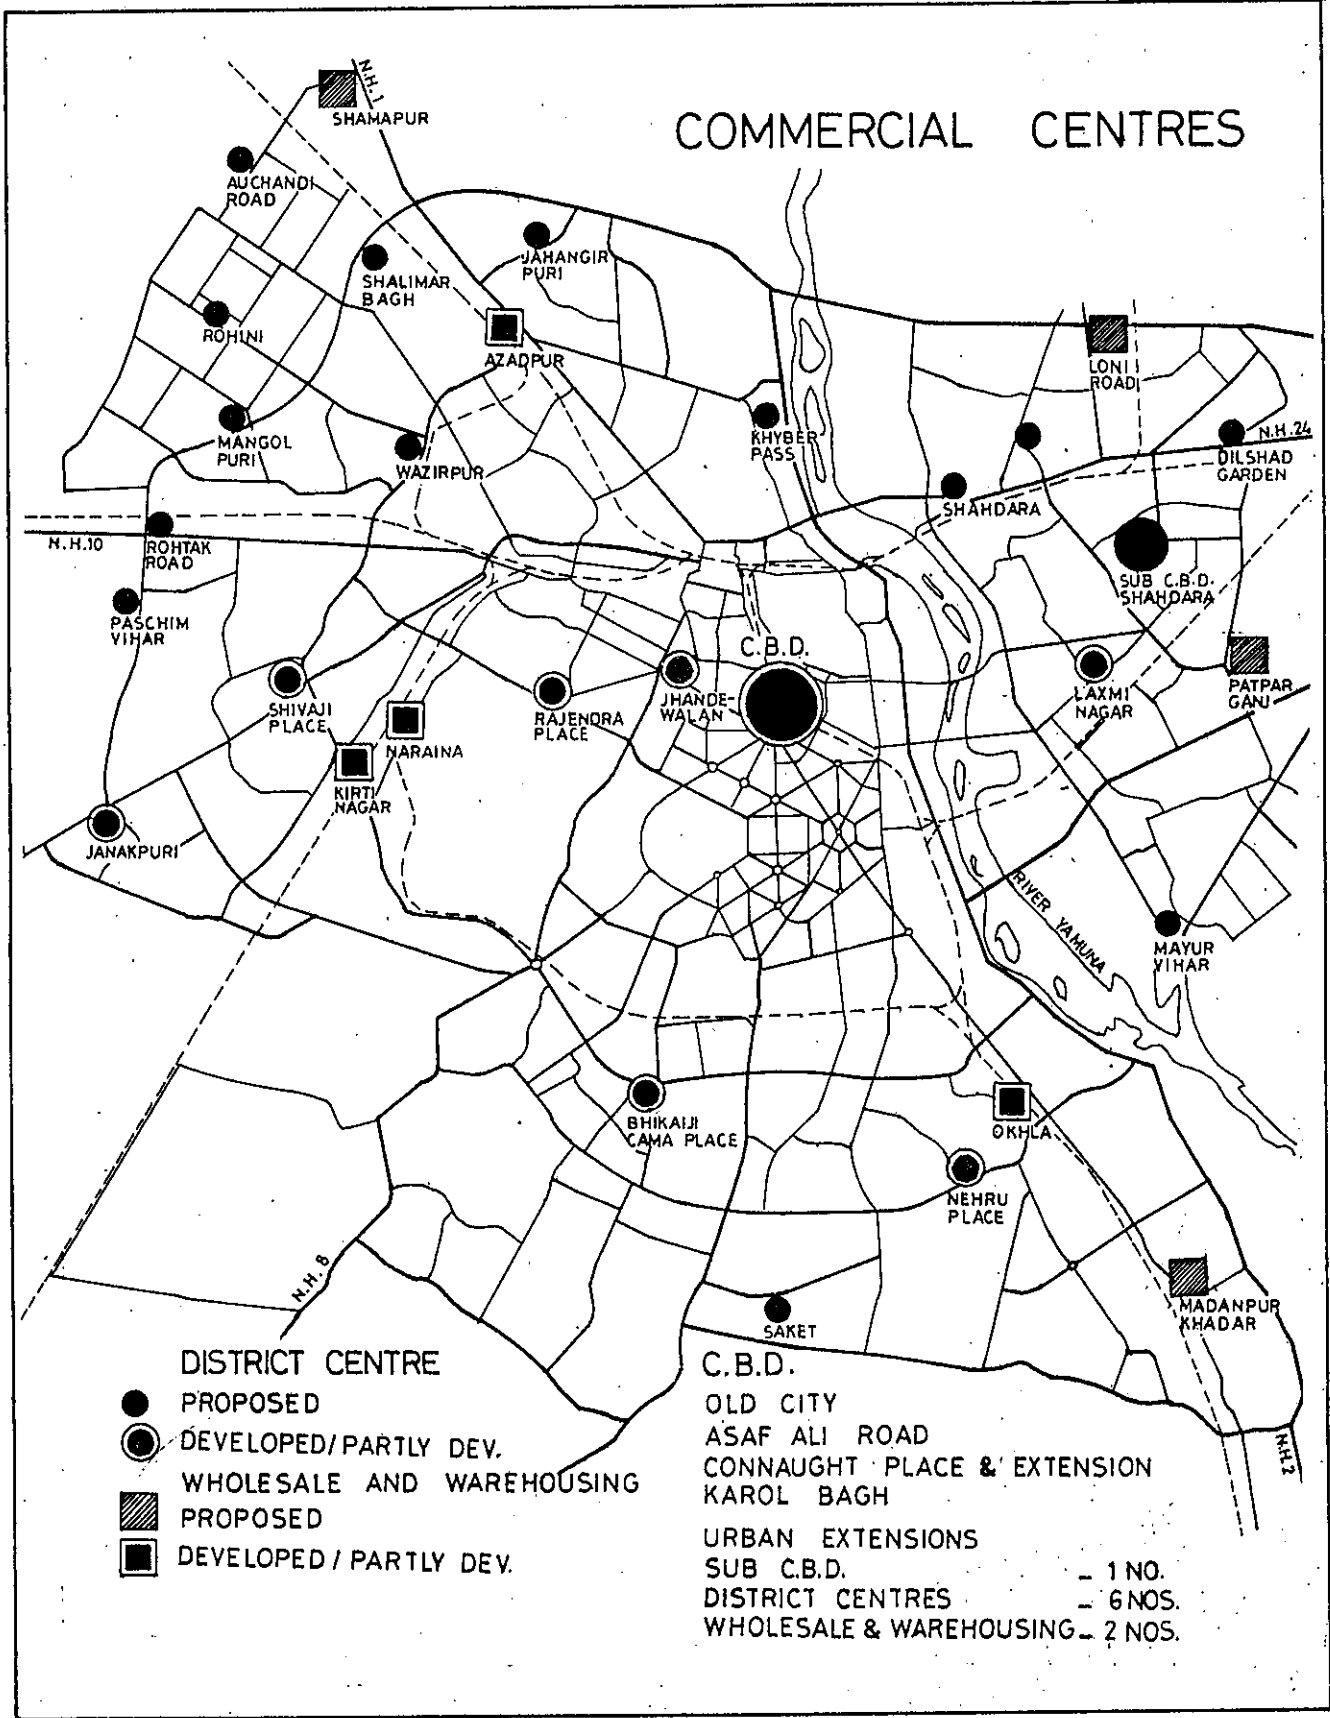 COMMERCIAL CENTRES
N.H.1
SHAMAPUR
AUCHANDI
ROAD
SHALIMAR
BAGH
JAHANGIR
PURI
ROHINI
AZADPUR
LONI
ROAD
MANGOL
PURI
WAZIRPUR
KHYBER
PASS
N.H.24
DILSHAD
GARDEN
SHAHDARA
N.H.10
ROHTAK
ROAD
SUB C.B.D.
SHAHDARA
PASCHIM
VIHAR
C.B.D.
SHIVAJI
PLACE
RAJENDRA
PLACE
JHANDE-
WALAN
LAXMI
NAGAR
PATPAR
GANJ
NARAINA
KIRTI
NAGAR
JANAKPURI
RIVER YAMUNA
MAYUR
VIHAR
BHIKAIJI
CAMA PLACE
OKHLA
NEHRU
PLACE
N.H. 8
MADANPUR
KHADAR
SAKET
N.H.2
DISTRICT CENTRE
PROPOSED
DEVELOPED/PARTLY DEV.
WHOLESALE AND WAREHOUSING
PROPOSED
DEVELOPED/PARTLY DEV.
C.B.D.
OLD CITY
ASAF ALI ROAD
CONNAUGHT PLACE & EXTENSION
KAROL BAGH
URBAN EXTENSIONS
SUB C.B.D. - 1 NO.
DISTRICT CENTRES - 6 NOS.
WHOLESALE & WAREHOUSING - 2 NOS.